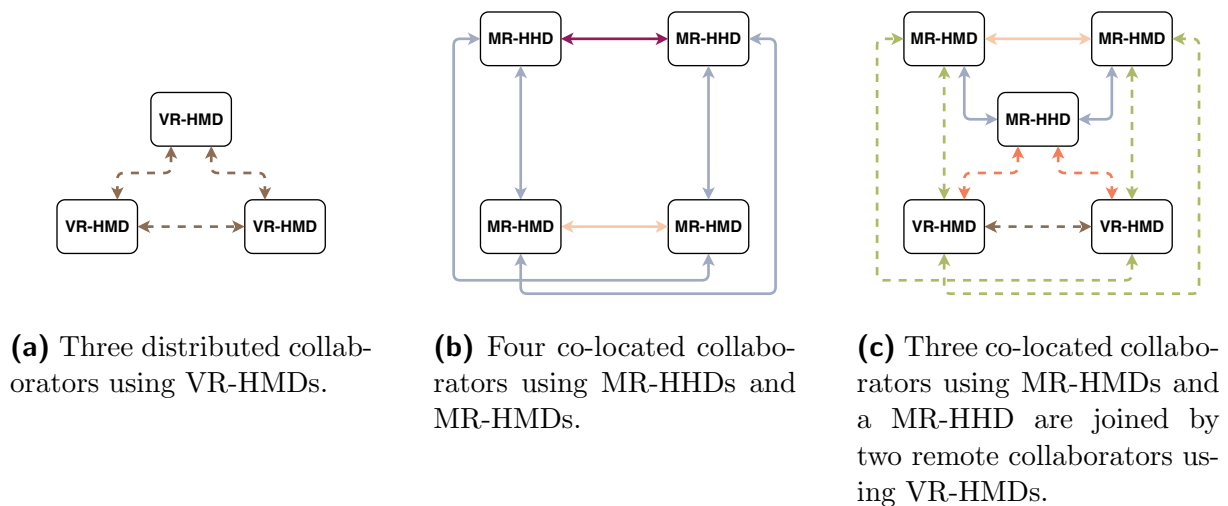 VR-HMD
VR-HMD VR-HMD
(a) Three distributed collab-
orators using VR-HMDs.
MR-HHD MR-HHD
MR-HMD MR-HMD
(b) Four co-located collabo-
rators using MR-HHDs and
MR-HMDs.
MR-HMD MR-HMD
MR-HHD
VR-HMD VR-HMD
(c) Three co-located collabo-
rators using MR-HMDs and
a MR-HHD are joined by
two remote collaborators us-
ing VR-HMDs.